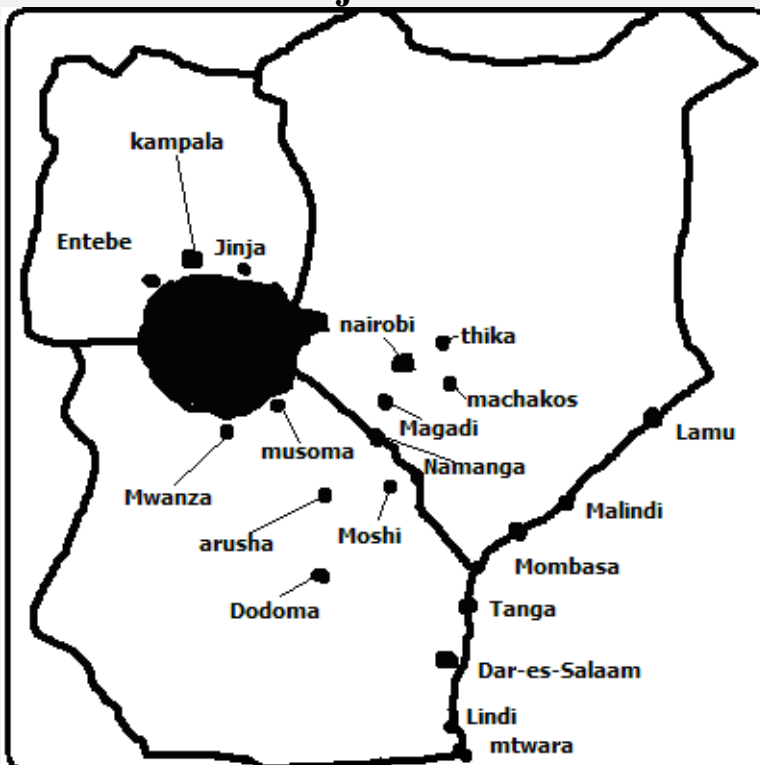 kampala
Entebe
Jinja
nairobi
thika
machakos
Magadi
Lamu
musoma
Namanga
Mwanza
Malindi
arusha
Moshi
Mombasa
Dodoma
Tanga
Dar-es-Salaam
Lindi
mtwara